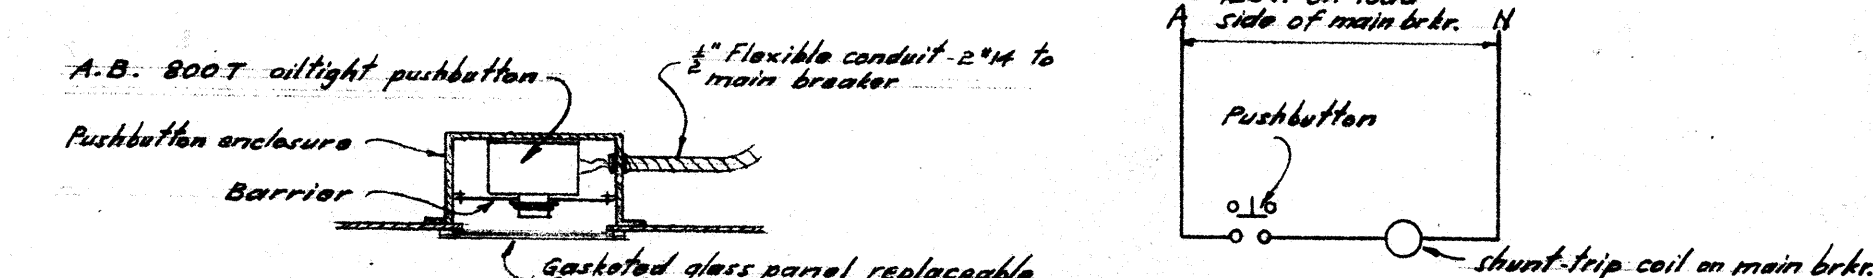 A.B. 800T oiltight pushbutton
1/2" Flexible conduit - 2 #14 to
main breaker
Pushbutton enclosure
Barrier
Gasketed glass panel replaceable
A
side of main brkr.
N
Pushbutton
shunt-trip coil on main brkr.